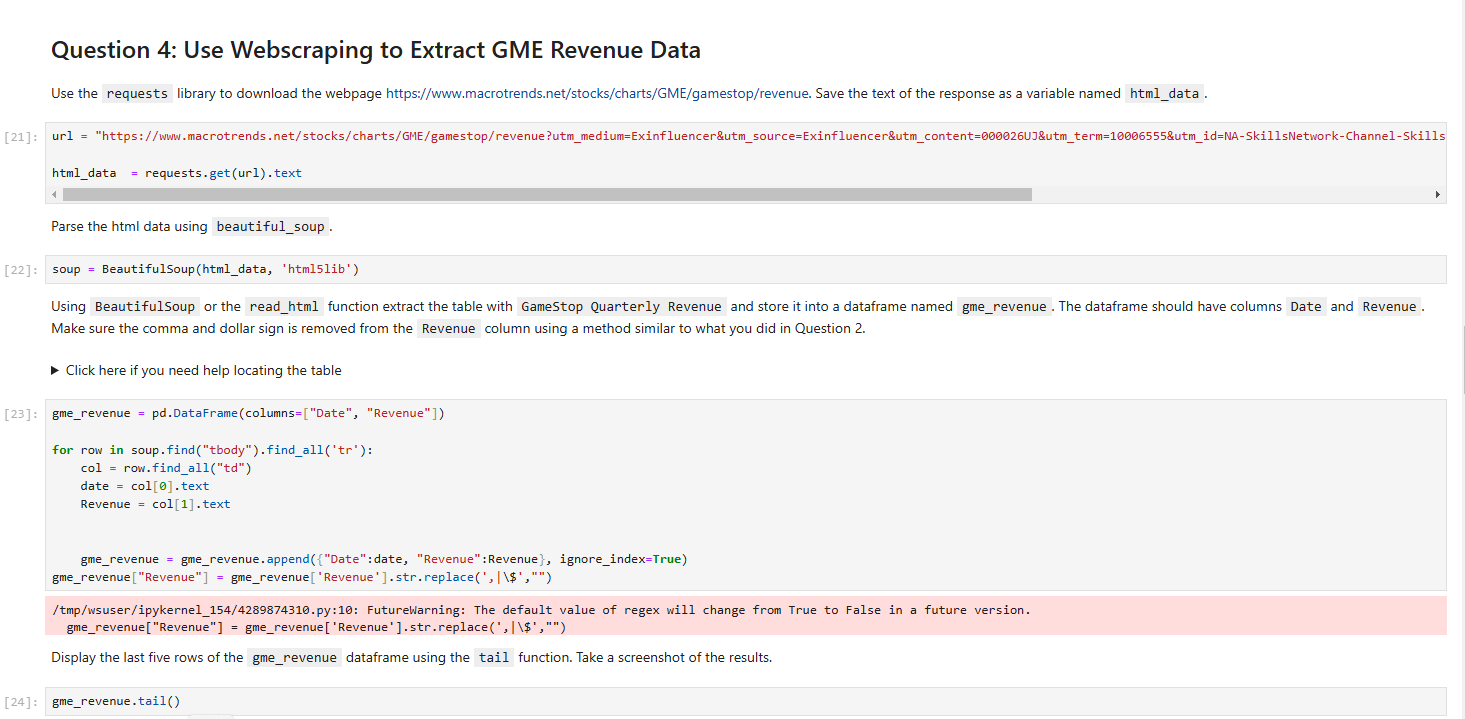 Question 4: Use Webscraping to Extract GME Revenue Data
Use the requests library to download the webpage https://www.macrotrends.net/stocks/charts/GME/gamestop/revenue. Save the text of the response as a variable named html_data .
[21]: url = "https://www.macrotrends.net/stocks/charts/GME/gamestop/revenue?utm_medium=Exinfluencer&utm_source=Exinfluencer&utm_content=000026UJ&utm_term=10006555&utm_id=NA-SkillsNetwork-Channel-Skills
html_data  = requests.get(url).text
Parse the html data using beautiful_soup .
[22]: soup = BeautifulSoup(html_data, 'html5lib')
Using BeautifulSoup or the read_html function extract the table with GameStop Quarterly Revenue and store it into a dataframe named gme_revenue . The dataframe should have columns Date and Revenue .
Make sure the comma and dollar sign is removed from the Revenue column using a method similar to what you did in Question 2.
▶ Click here if you need help locating the table
[23]: gme_revenue = pd.DataFrame(columns=["Date", "Revenue"])
for row in soup.find("tbody").find_all('tr'):
    col = row.find_all("td")
    date = col[0].text
    Revenue = col[1].text
    gme_revenue = gme_revenue.append({"Date":date, "Revenue":Revenue}, ignore_index=True)
gme_revenue["Revenue"] = gme_revenue['Revenue'].str.replace(',|\$',"")
/tmp/wsuser/ipykernel_154/4289874310.py:10: FutureWarning: The default value of regex will change from True to False in a future version.
  gme_revenue["Revenue"] = gme_revenue['Revenue'].str.replace(',|\$',"")
Display the last five rows of the gme_revenue dataframe using the tail function. Take a screenshot of the results.
[24]: gme_revenue.tail()